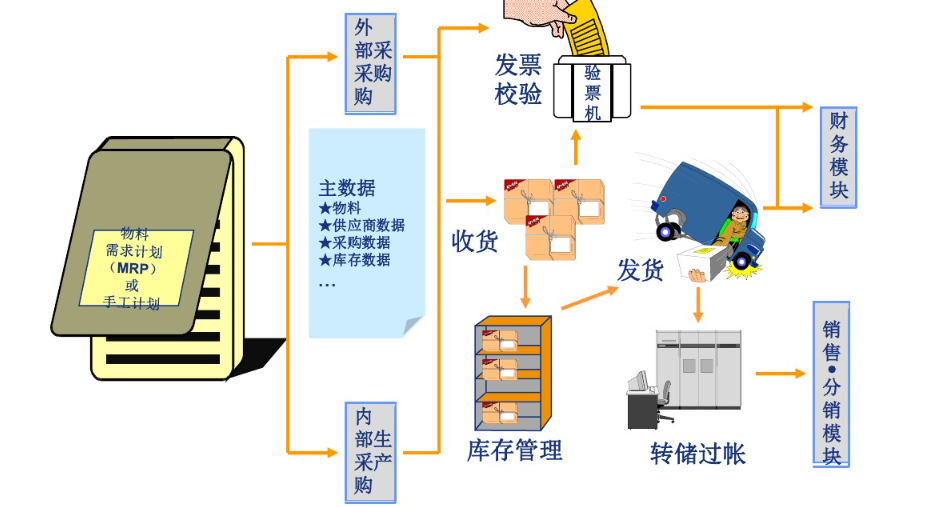 外
部采
采购
购
发票
校验
验
票
机
财
务
模
块
主数据
★物料
★供应商数据
★采购数据
★库存数据
…
物料
需求计划
（MRP）
或
手工计划
收货
发货
销
售
•
分
销
模
块
内
部生
采产
购
库存管理
转储过帐